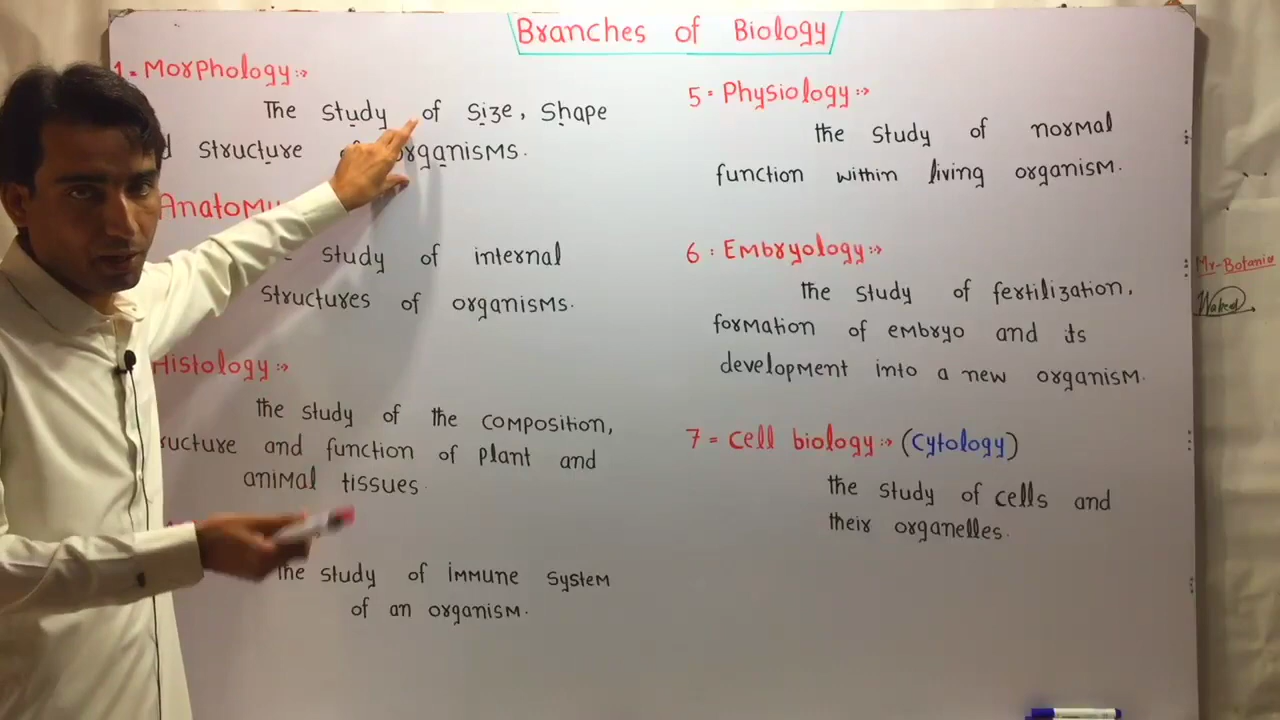 Branches of Biology
1= Morphology:->
The study of size, shape
structure organisms.
Anatomy
study of internal
structures of organisms.
Histology :->
the study of the composition,
and function of plant and
animal tissues.
the study of immune system
of an organism.
5= Physiology:->
the study of normal
function within living organism.
6: Embryology:->
the study of fertilization,
formation of embryo and its
development into a new organism.
7= cell biology:-> (cytology)
the study of cells and
their organelles.
Mr-Botanic
Waheed